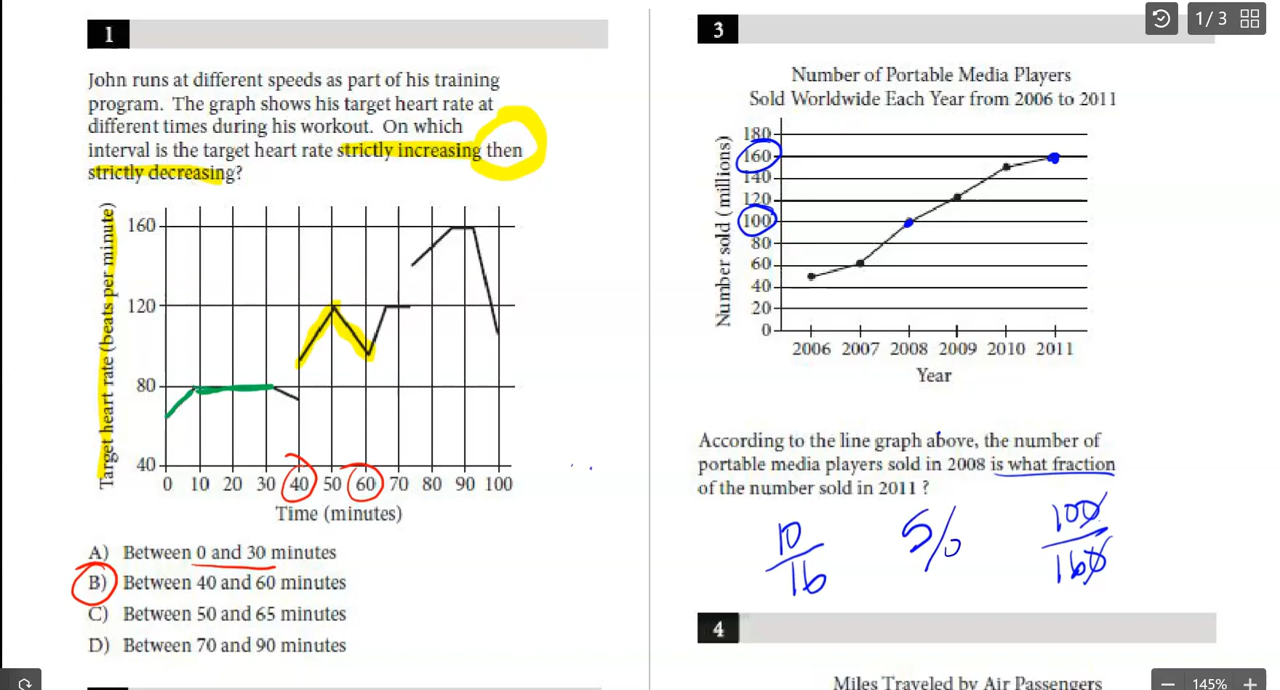 1
John runs at different speeds as part of his training
program. The graph shows his target heart rate at
different times during his workout. On which
interval is the target heart rate strictly increasing then
strictly decreasing?
Target heart rate (beats per minute)
160
120
80
40
0 10 20 30 40 50 60 70 80 90 100
Time (minutes)
A) Between 0 and 30 minutes
B) Between 40 and 60 minutes
C) Between 50 and 65 minutes
D) Between 70 and 90 minutes
3
1 / 3
Number of Portable Media Players
Sold Worldwide Each Year from 2006 to 2011
Number sold (millions)
180
160
140
120
100
80
60
40
20
0
2006 2007 2008 2009 2010 2011
Year
According to the line graph above, the number of
portable media players sold in 2008 is what fraction
of the number sold in 2011 ?
10
16
100
160
4
Miles Traveled by Air Passengers
145%